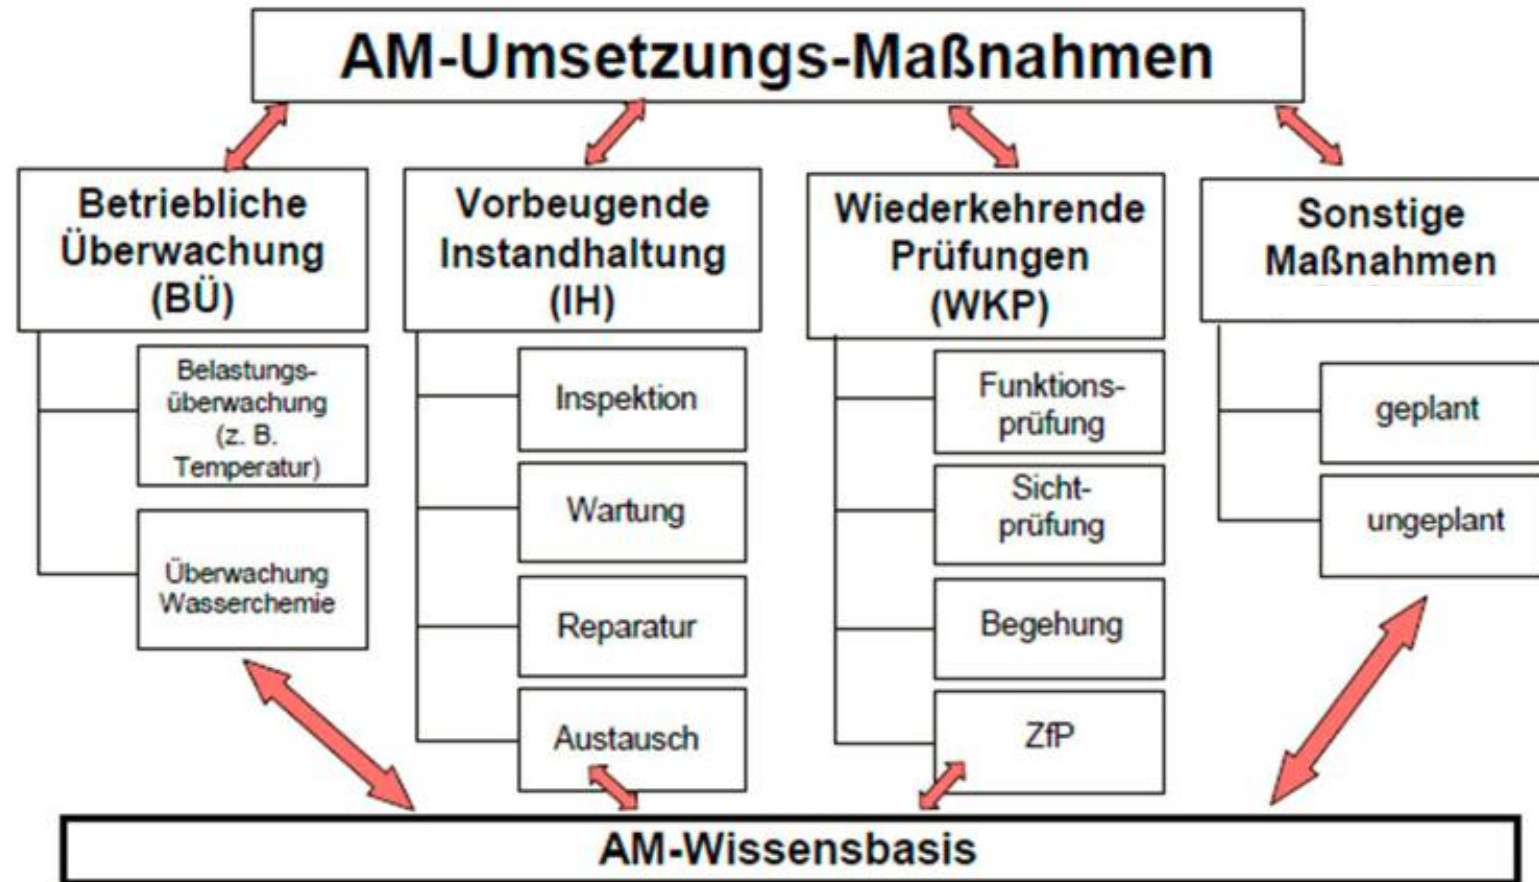 AM-Umsetzungs-Maßnahmen
Betriebliche
Überwachung
(BÜ)
Belastungs-
überwachung
(z. B.
Temperatur)
Überwachung
Wasserchemie
Vorbeugende
Instandhaltung
(IH)
Inspektion
Wartung
Reparatur
Austausch
Wiederkehrende
Prüfungen
(WKP)
Funktions-
prüfung
Sicht-
prüfung
Begehung
ZfP
Sonstige
Maßnahmen
geplant
ungeplant
AM-Wissensbasis